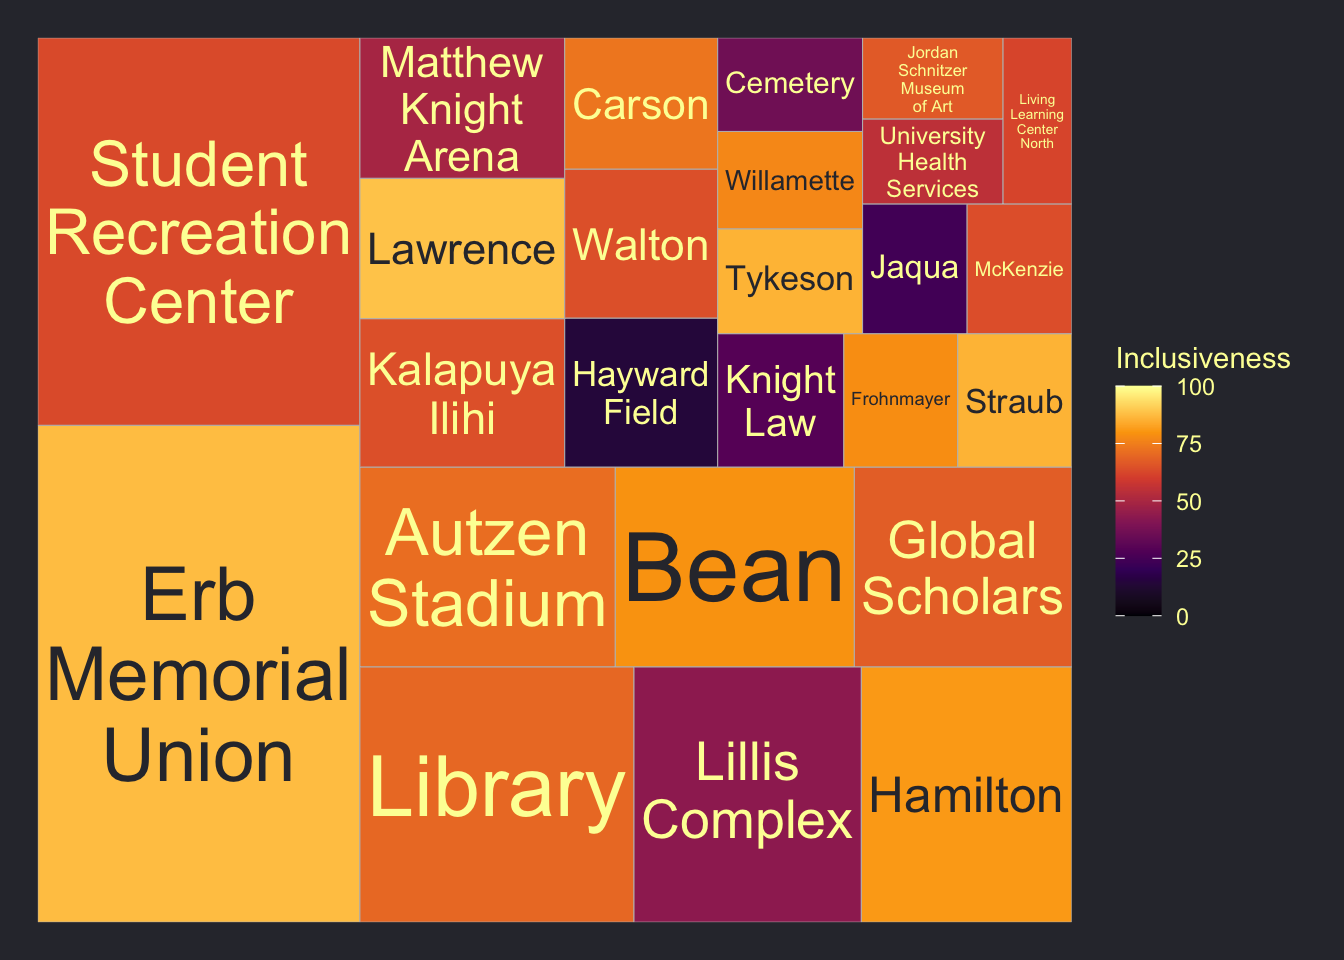 Student
Recreation
Center
Erb
Memorial
Union
Matthew
Knight
Arena
Lawrence
Kalapuya
Ilihi
Carson
Walton
Hayward
Field
Cemetery
Willamette
Tykeson
Knight
Law
Jordan
Schnitzer
Museum
of Art
University
Health
Services
Living
Learning
Center
North
Jaqua
McKenzie
Frohnmayer
Straub
Autzen
Stadium
Bean
Global
Scholars
Library
Lillis
Complex
Hamilton
Inclusiveness
100
75
50
25
0